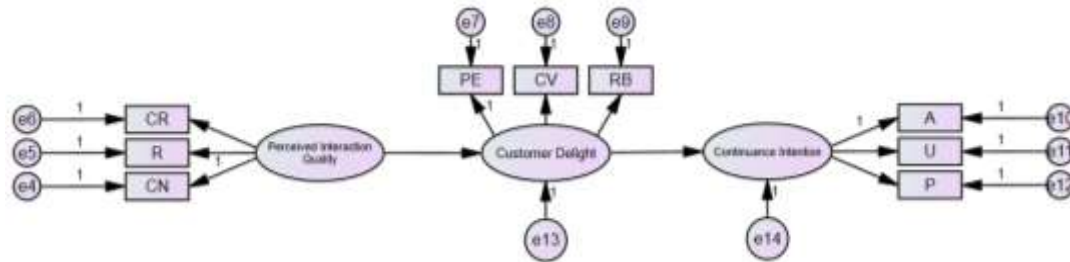 e7 e8 e9
1 1 1
PE CV RB
1
e6 1 CR
e5 1 R
1
e4 1 CN
Perceived Interaction
Quality
Customer Delight
Continuance Intention
1 A 1 e10
U 1 e11
P 1 e12
1 1
e13 e14